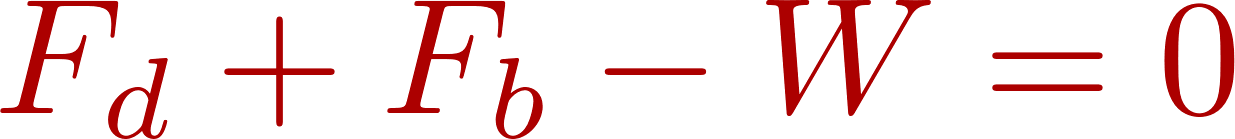 F_d + F_b − W = 0